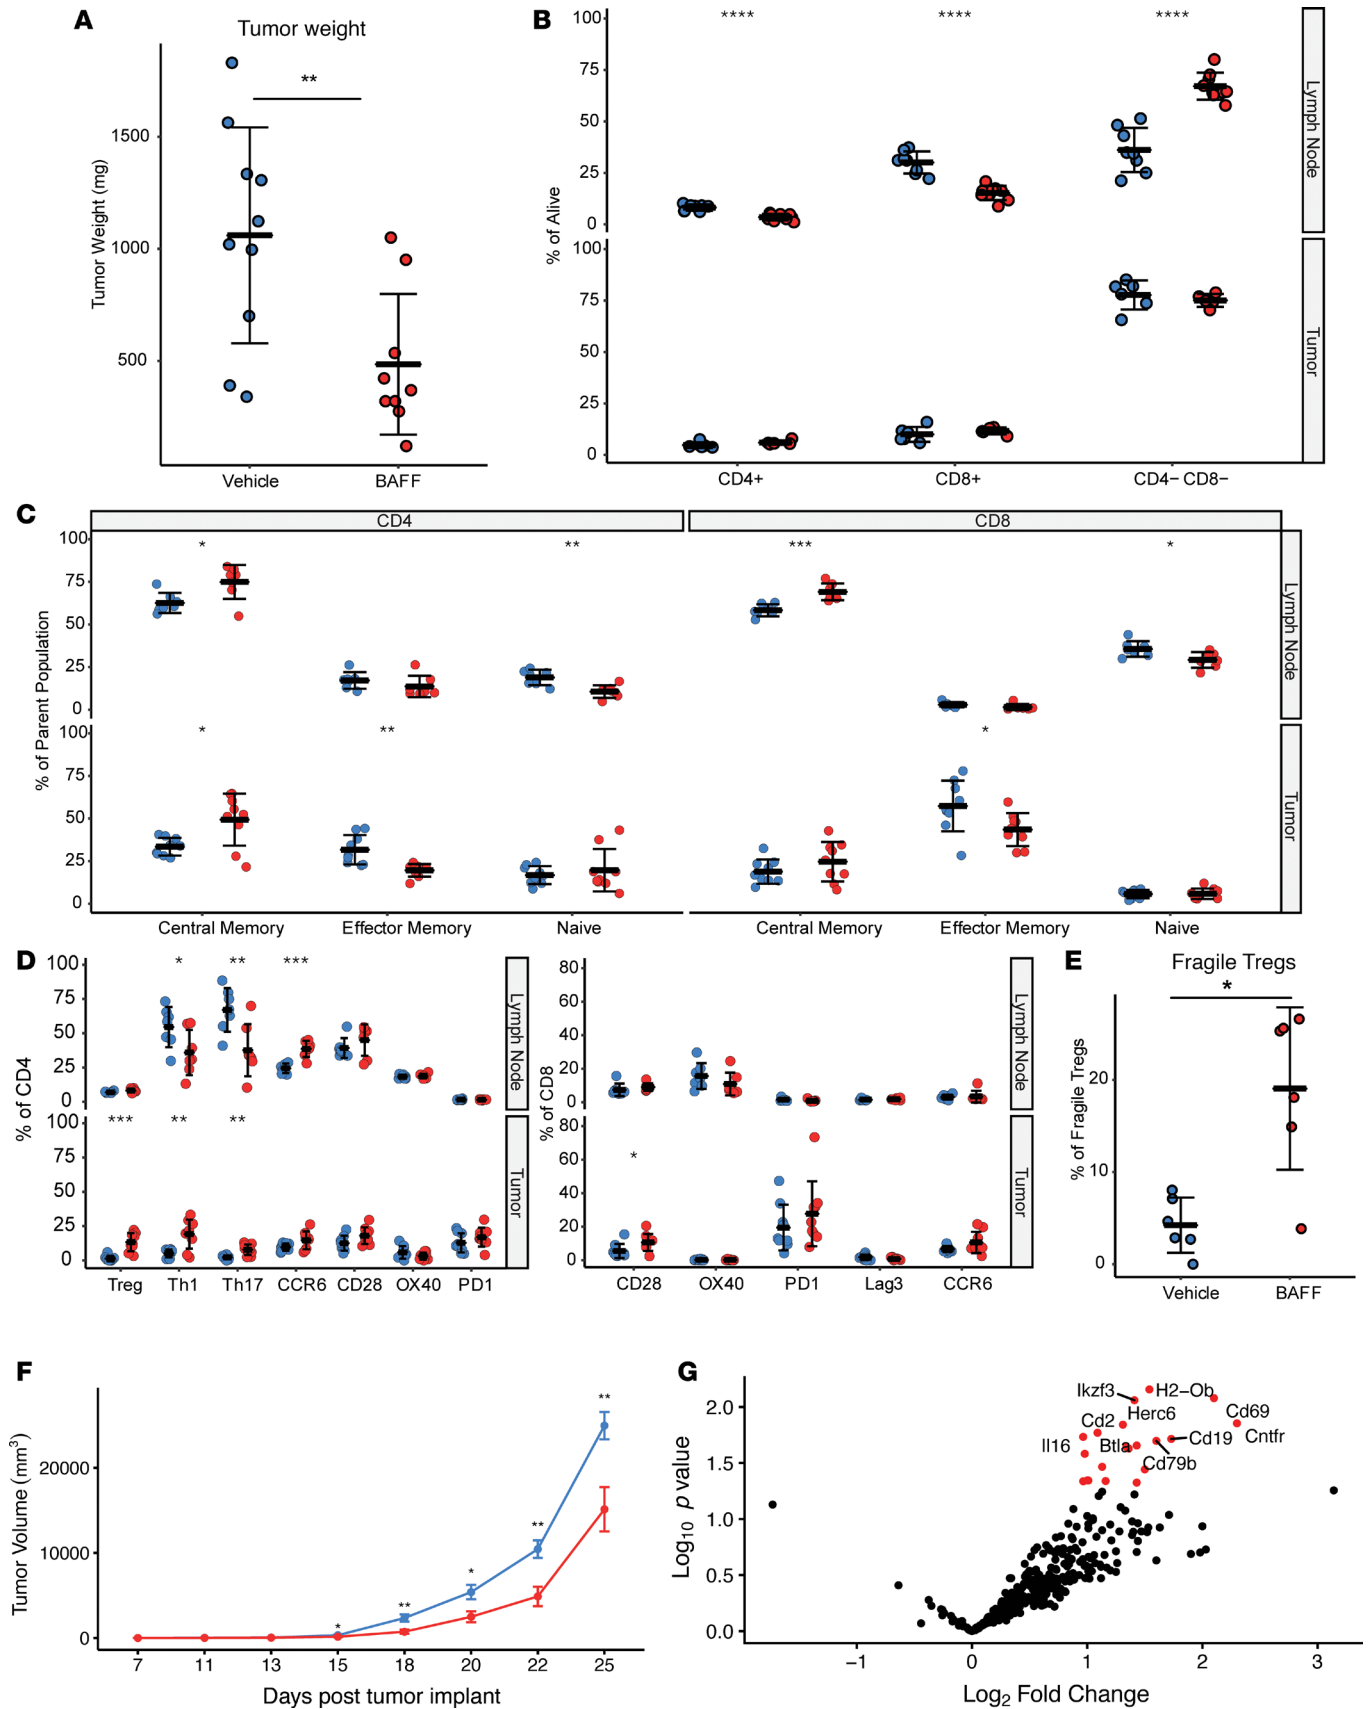 A
Tumor weight
**
Tumor Weight (mg)
1500
1000
500
Vehicle
BAFF
B
% of Alive
****
****
****
100
75
50
25
0
Lymph Node
100
75
50
25
0
Tumor
CD4+
CD8+
CD4− CD8−
C
CD4
CD8
% of Parent Population
100
75
50
25
0
*
**
***
*
Lymph Node
100
75
50
25
0
*
**
*
Tumor
Central Memory
Effector Memory
Naive
Central Memory
Effector Memory
Naive
D
% of CD4
100
75
50
25
0
*
**
***
Lymph Node
100
75
50
25
0
***
**
**
Tumor
Treg
Th1
Th17
CCR6
CD28
OX40
PD1
% of CD8
80
60
40
20
0
Lymph Node
80
60
40
20
0
*
Tumor
CD28
OX40
PD1
Lag3
CCR6
E
Fragile Tregs
*
% of Fragile Tregs
20
10
0
Vehicle
BAFF
F
Tumor Volume (mm³)
20000
10000
0
*
**
*
**
**
7
11
13
15
18
20
22
25
Days post tumor implant
G
Log₁₀ p value
2.0
1.5
1.0
0.5
0.0
Ikzf3
H2−Ob
Herc6
Cd69
Cd2
Cntfr
Il16
Btla
Cd19
Cd79b
−1
0
1
2
3
Log₂ Fold Change